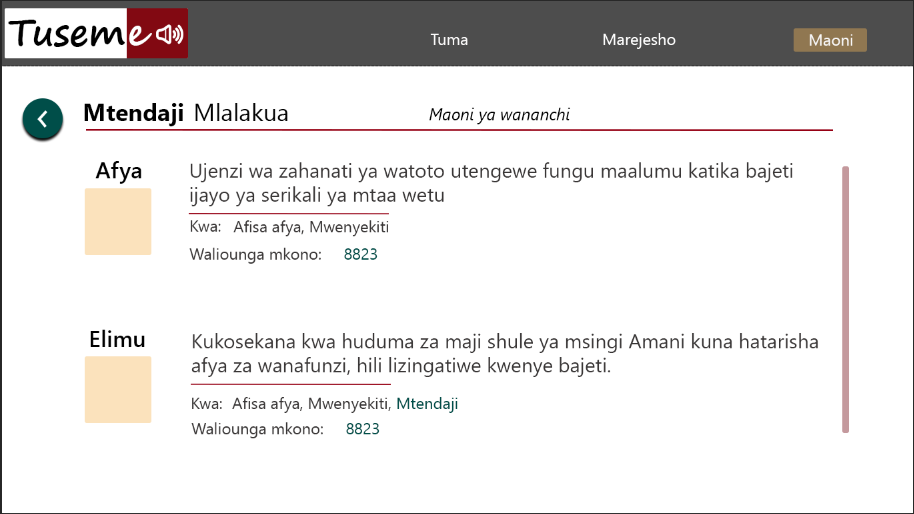 Tuseme
Tuma
Marejesho
Maoni
Mtendaji Mlalakua
Maoni ya wananchi
Afya
Ujenzi wa zahanati ya watoto utengewe fungu maalumu katika bajeti
ijayo ya serikali ya mtaa wetu
Kwa: Afisa afya, Mwenyekiti
Waliounga mkono: 8823
Elimu
Kukosekana kwa huduma za maji shule ya msingi Amani kuna hatarisha
afya za wanafunzi, hili lizingatiwe kwenye bajeti.
Kwa: Afisa afya, Mwenyekiti, Mtendaji
Waliounga mkono: 8823